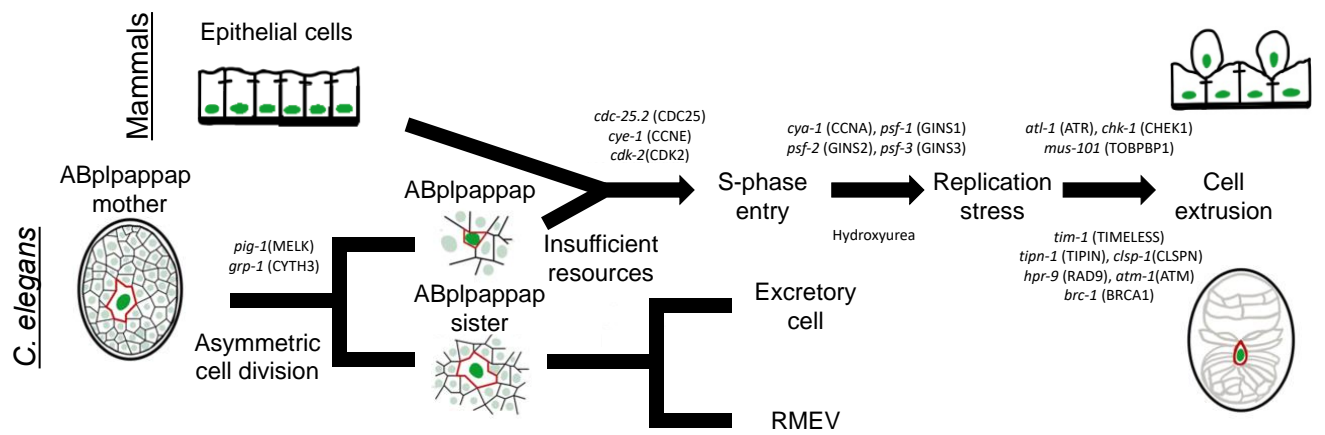 Mammals
Epithelial cells
cdc-25.2 (CDC25)
cye-1 (CCNE)
cdk-2(CDK2)
cya-1 (CCNA), psf-1 (GINS1)
psf-2 (GINS2), psf-3 (GINS3)
atl-1 (ATR), chk-1 (CHEK1)
mus-101 (TOBPBP1)
C. elegans
ABplpappap
mother
pig-1(MELK)
grp-1 (CYTH3)
Asymmetric
cell division
ABplpappap
Insufficient
resources
ABplpappap
sister
S-phase
entry
Hydroxyurea
Replication
stress
Cell
extrusion
tim-1 (TIMELESS)
tipn-1 (TIPIN), clsp-1(CLSPN)
hpr-9 (RAD9), atm-1(ATM)
brc-1 (BRCA1)
Excretory
cell
RMEV